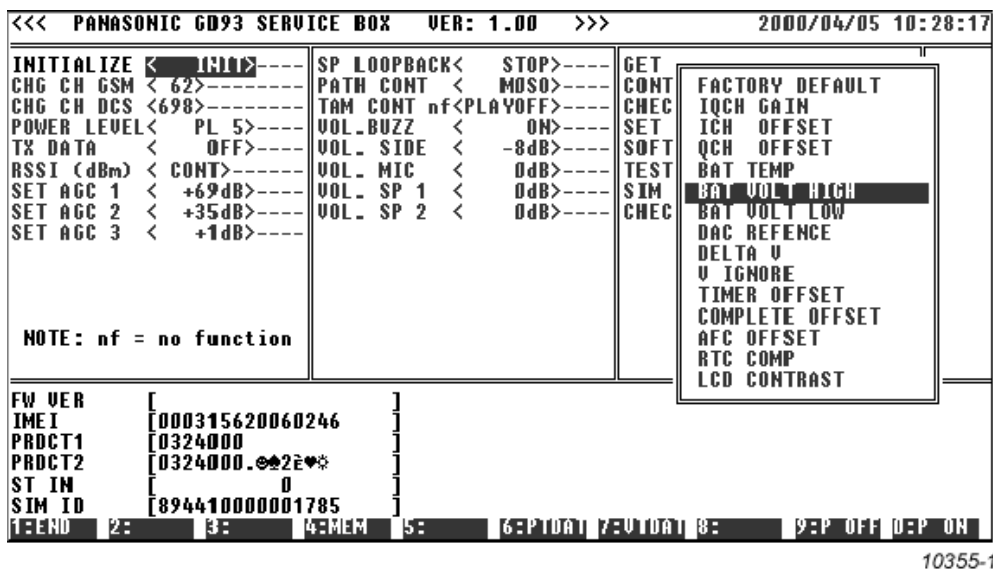 <<< PANASONIC GD93 SERVICE BOX VER: 1.00 >>> 2000/04/05 10:28:17
INITIALIZE < INIT>----
CHG CH GSM < 62>---------
CHG CH DCS <698>---------
POWER LEVEL< PL 5>----
TX DATA < OFF>----
RSSI (dBm) < CONT>------
SET AGC 1 < +69dB>----
SET AGC 2 < +35dB>----
SET AGC 3 < +1dB>----
NOTE: nf = no function
SP LOOPBACK< STOP>----
PATH CONT < MOSO>----
TAM CONT nf<PLAYOFF>----
VOL.BUZZ < ON>----
VOL. SIDE < -8dB>----
VOL. MIC < 0dB>----
VOL. SP 1 < 0dB>----
VOL. SP 2 < 0dB>----
GET
CONT
CHEC
SET
SOFT
TEST
SIM
CHEC
FACTORY DEFAULT
IQCH GAIN
ICH OFFSET
QCH OFFSET
BAT TEMP
BAT VOLT HIGH
BAT VOLT LOW
DAC REFENCE
DELTA V
V IGNORE
TIMER OFFSET
COMPLETE OFFSET
AFC OFFSET
RTC COMP
LCD CONTRAST
FW VER [ ]
IMEI [000315620060246 ]
PRDCT1 [0324000 ]
PRDCT2 [0324000.☻♠2È♥☼ ]
ST IN [ 0 ]
SIM ID [894410000001785 ]
1:END 2: 3: 4:MEM 5: 6:PTDAT 7:VTDAT 8: 9:P OFF 0:P ON
10355-1